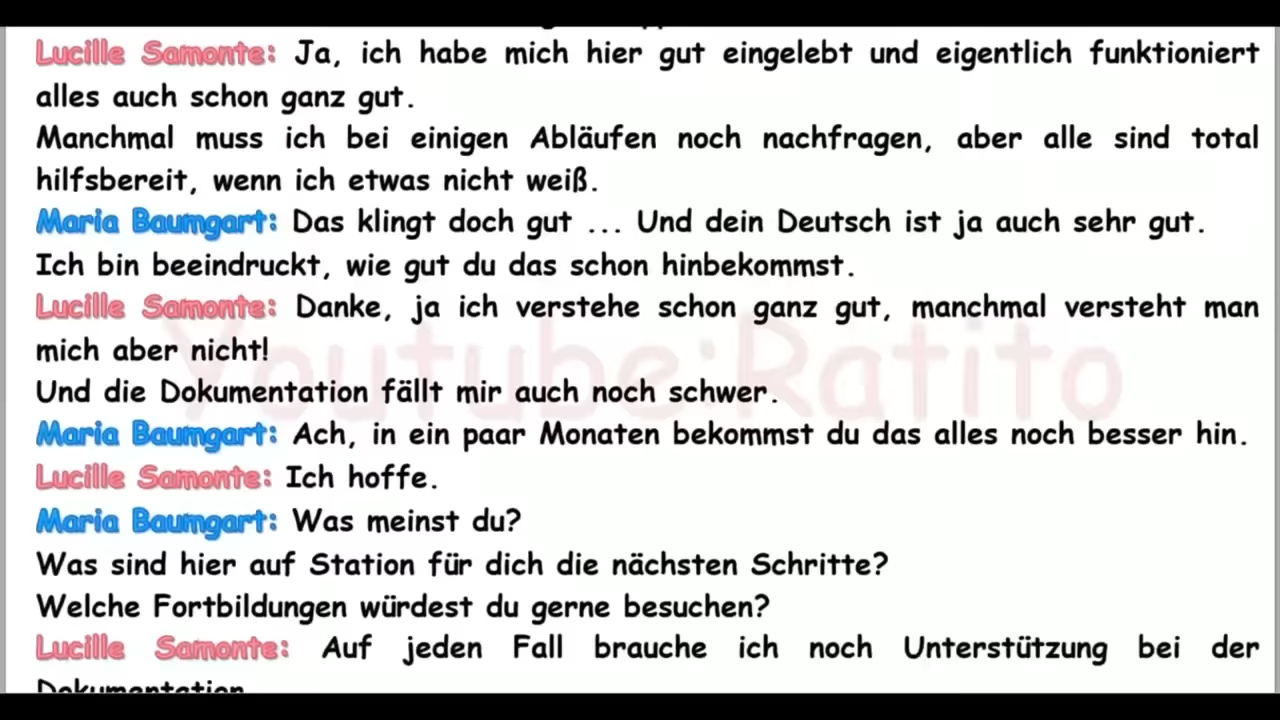 Lucille Samonte: Ja, ich habe mich hier gut eingelebt und eigentlich funktioniert
alles auch schon ganz gut.
Manchmal muss ich bei einigen Abläufen noch nachfragen, aber alle sind total
hilfsbereit, wenn ich etwas nicht weiß.
Maria Baumgart: Das klingt doch gut ... Und dein Deutsch ist ja auch sehr gut.
Ich bin beeindruckt, wie gut du das schon hinbekommst.
Lucille Samonte: Danke, ja ich verstehe schon ganz gut, manchmal versteht man
mich aber nicht!
Youtube:Ratito
Und die Dokumentation fällt mir auch noch schwer.
Maria Baumgart: Ach, in ein paar Monaten bekommst du das alles noch besser hin.
Lucille Samonte: Ich hoffe.
Maria Baumgart: Was meinst du?
Was sind hier auf Station für dich die nächsten Schritte?
Welche Fortbildungen würdest du gerne besuchen?
Lucille Samonte: Auf jeden Fall brauche ich noch Unterstützung bei der
Dokumentation